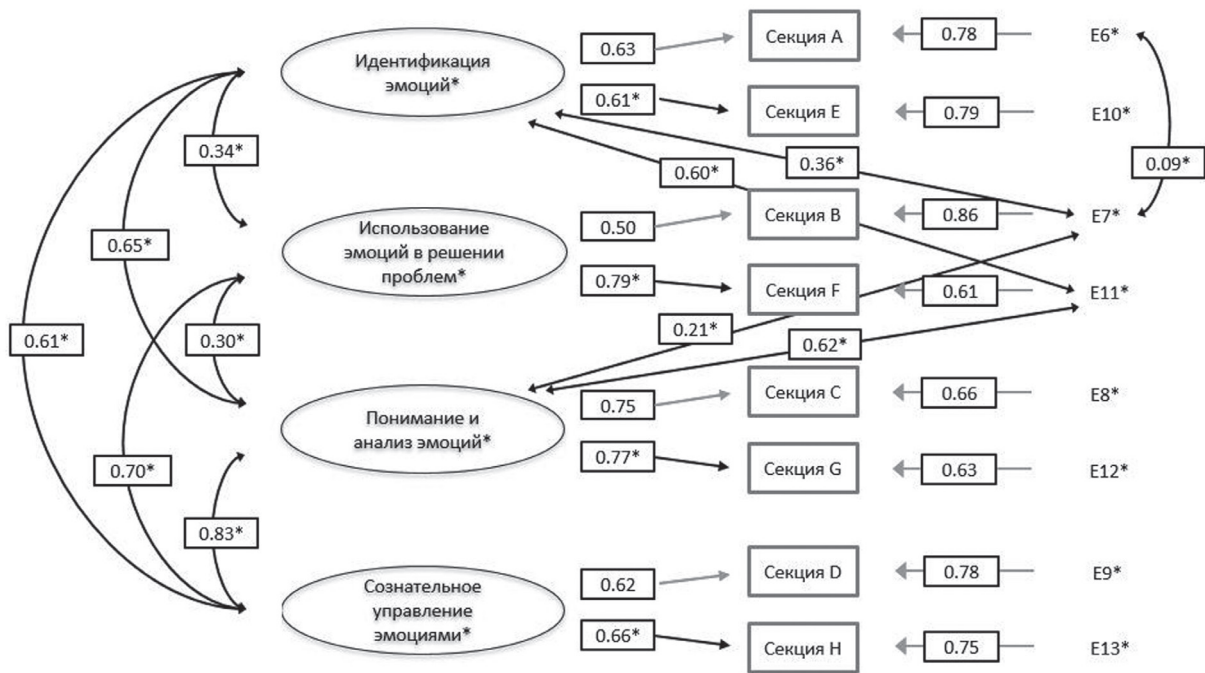 0.63
Секция A
0.78
E6*
Идентификация
эмоций*
0.61*
Секция E
0.79
E10*
0.34*
0.60*
0.36*
0.09*
0.50
Секция B
0.86
E7*
0.65*
Использование
эмоций в решении
проблем*
0.79*
Секция F
0.61
E11*
0.61*
0.30*
0.21*
0.62*
0.75
Секция C
0.66
E8*
Понимание и
анализ эмоций*
0.70*
0.77*
Секция G
0.63
E12*
0.83*
0.62
Секция D
0.78
E9*
Сознательное
управление
эмоциями*
0.66*
Секция H
0.75
E13*